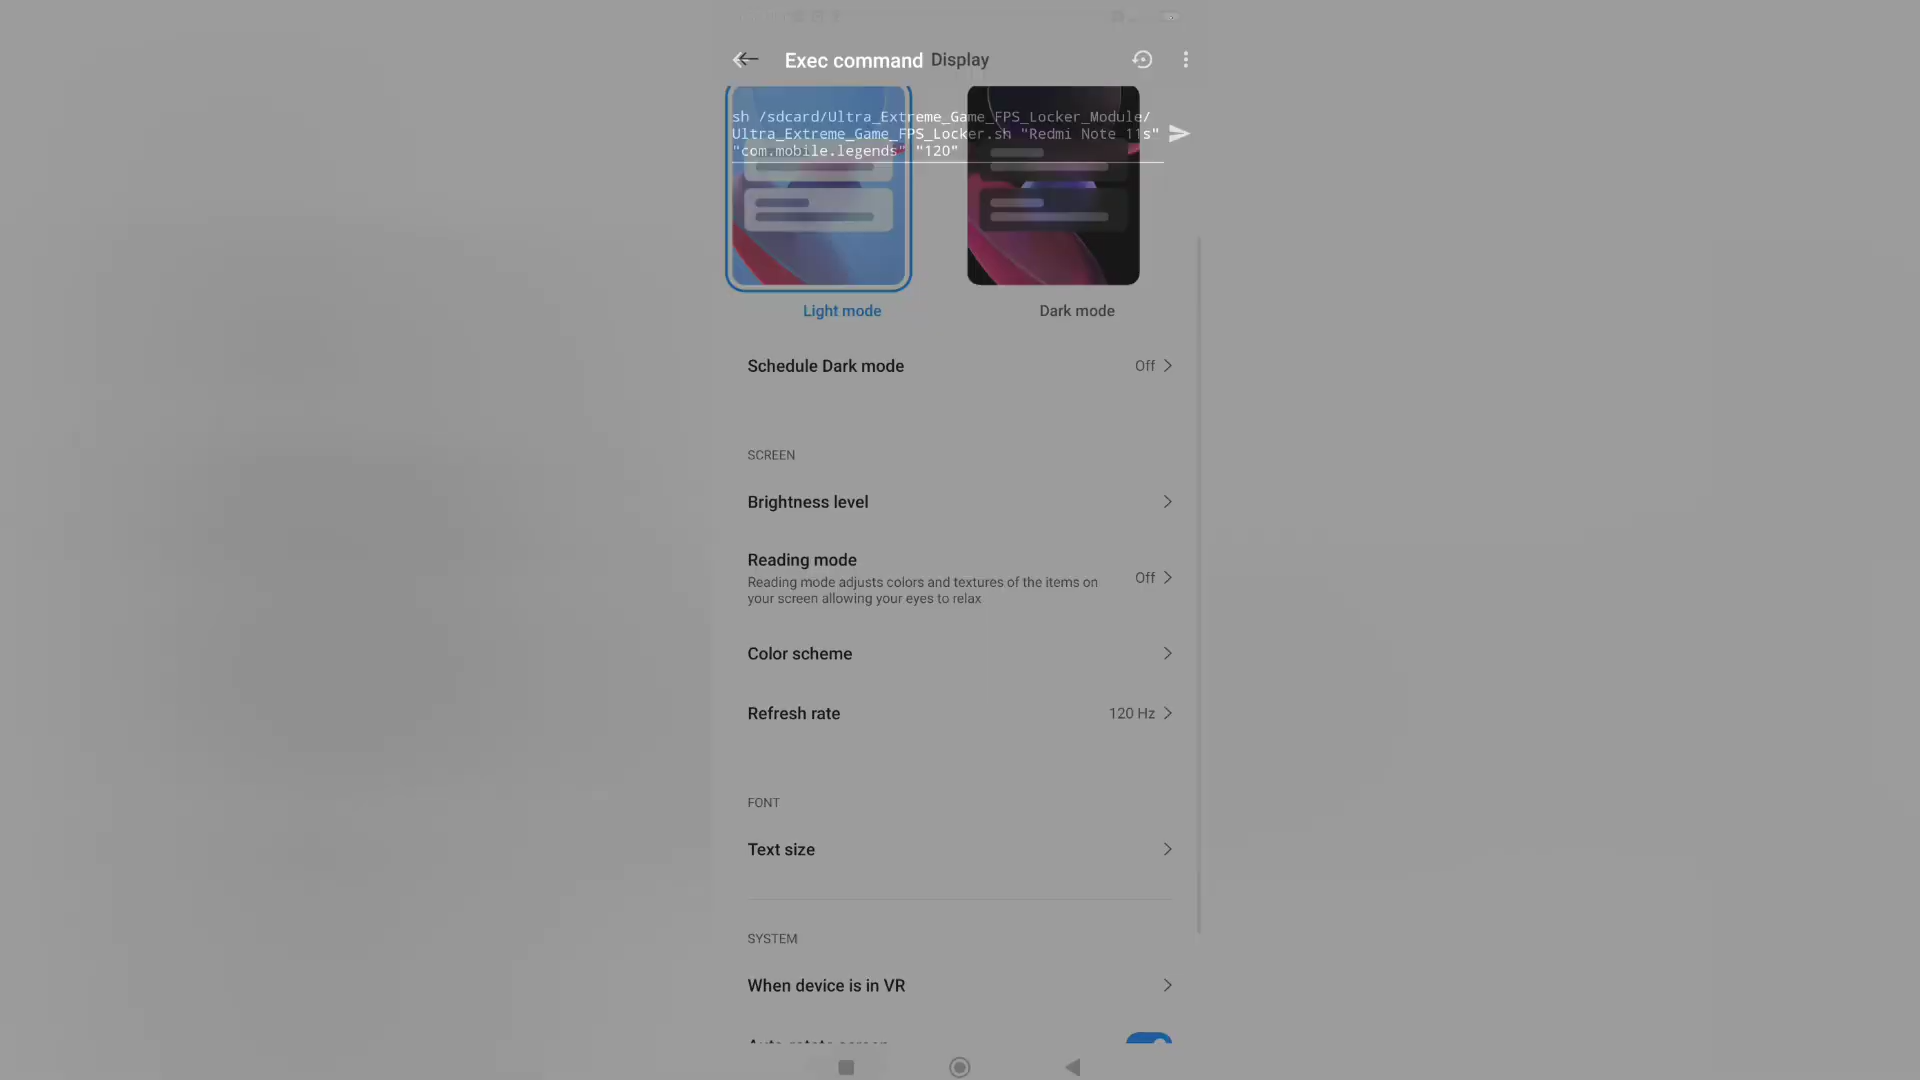 Exec command Display
sh /sdcard/Ultra_Extreme_Game_FPS_Locker_Module/
Ultra_Extreme_Game_FPS_Locker.sh "Redmi Note 11s"
"com.mobile.legends" "120"
Light mode
Dark mode
Schedule Dark mode
Off
SCREEN
Brightness level
Reading mode
Reading mode adjusts colors and textures of the items on
your screen allowing your eyes to relax
Off
Color scheme
Refresh rate
120 Hz
FONT
Text size
SYSTEM
When device is in VR
Auto-rotate screen